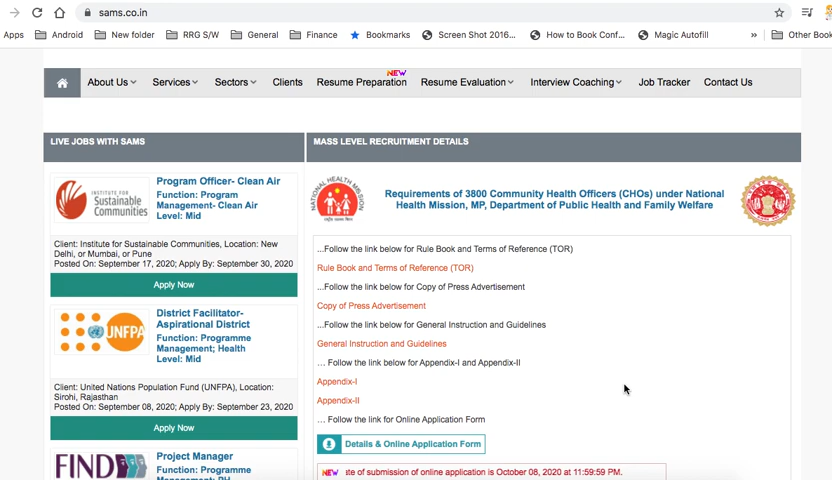 sams.co.in
Apps Android New folder RRG S/W General Finance Bookmarks Screen Shot 2016... How to Book Conf... Magic Autofill » Other Book
NEW
About Us Services Sectors Clients Resume Preparation Resume Evaluation Interview Coaching Job Tracker Contact Us
LIVE JOBS WITH SAMS
INSTITUTE FOR
Sustainable
Communities
Program Officer- Clean Air
Function: Program
Management- Clean Air
Level: Mid
Client: Institute for Sustainable Communities, Location: New
Delhi, or Mumbai, or Pune
Posted On: September 17, 2020; Apply By: September 30, 2020
Apply Now
UNFPA
District Facilitator-
Aspirational District
Function: Programme
Management; Health
Level: Mid
Client: United Nations Population Fund (UNFPA), Location:
Sirohi, Rajasthan
Posted On: September 08, 2020; Apply By: September 23, 2020
Apply Now
FIND
Project Manager
Function: Programme
Management- PH
MASS LEVEL RECRUITMENT DETAILS
NATIONAL HEALTH MISSION
Requirements of 3800 Community Health Officers (CHOs) under National
Health Mission, MP, Department of Public Health and Family Welfare
...Follow the link below for Rule Book and Terms of Reference (TOR)
Rule Book and Terms of Reference (TOR)
...Follow the link below for Copy of Press Advertisement
Copy of Press Advertisement
...Follow the link below for General Instruction and Guidelines
General Instruction and Guidelines
... Follow the link below for Appendix-I and Appendix-II
Appendix-I
Appendix-II
... Follow the link for Online Application Form
Details & Online Application Form
NEW te of submission of online application is October 08, 2020 at 11:59:59 PM.